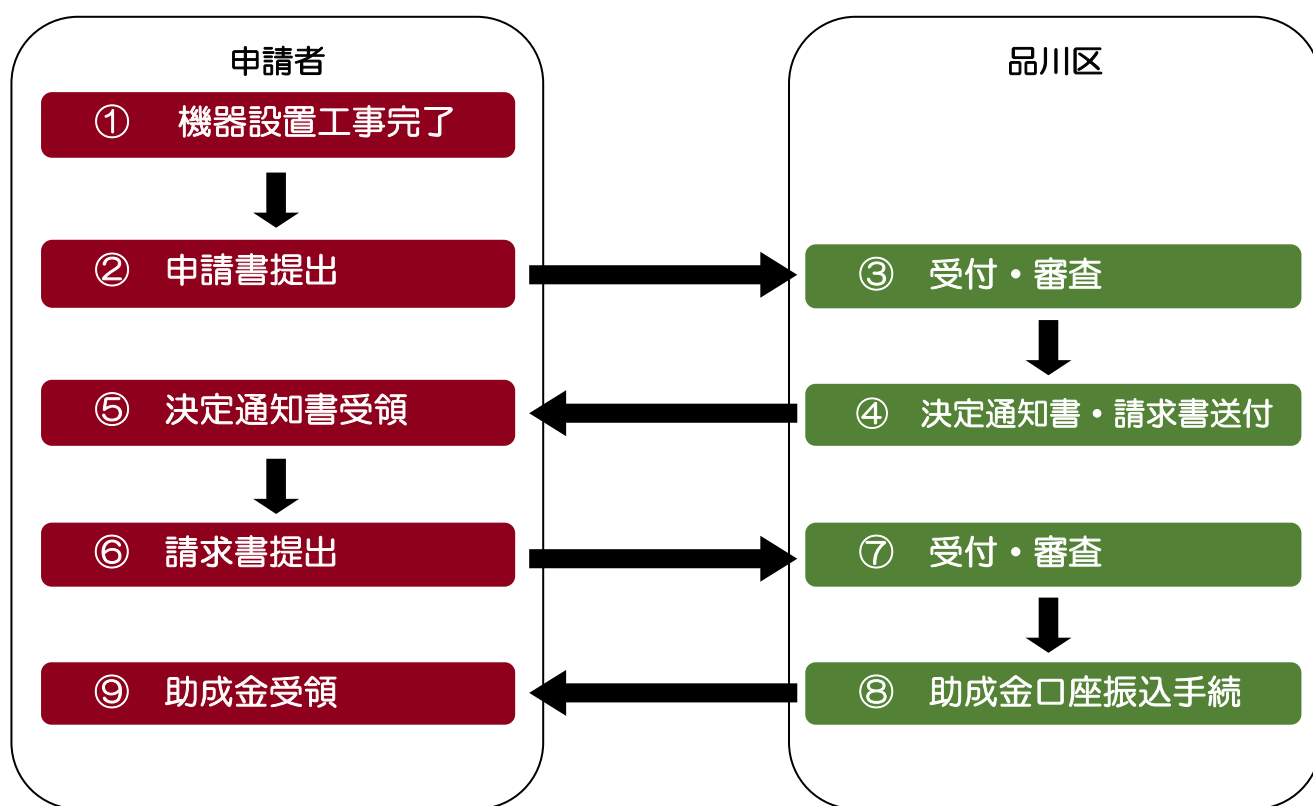 申請者
品川区
① 機器設置工事完了
② 申請書提出
③ 受付・審査
④ 決定通知書・請求書送付
⑤ 決定通知書受領
⑥ 請求書提出
⑦ 受付・審査
⑧ 助成金口座振込手続
⑨ 助成金受領